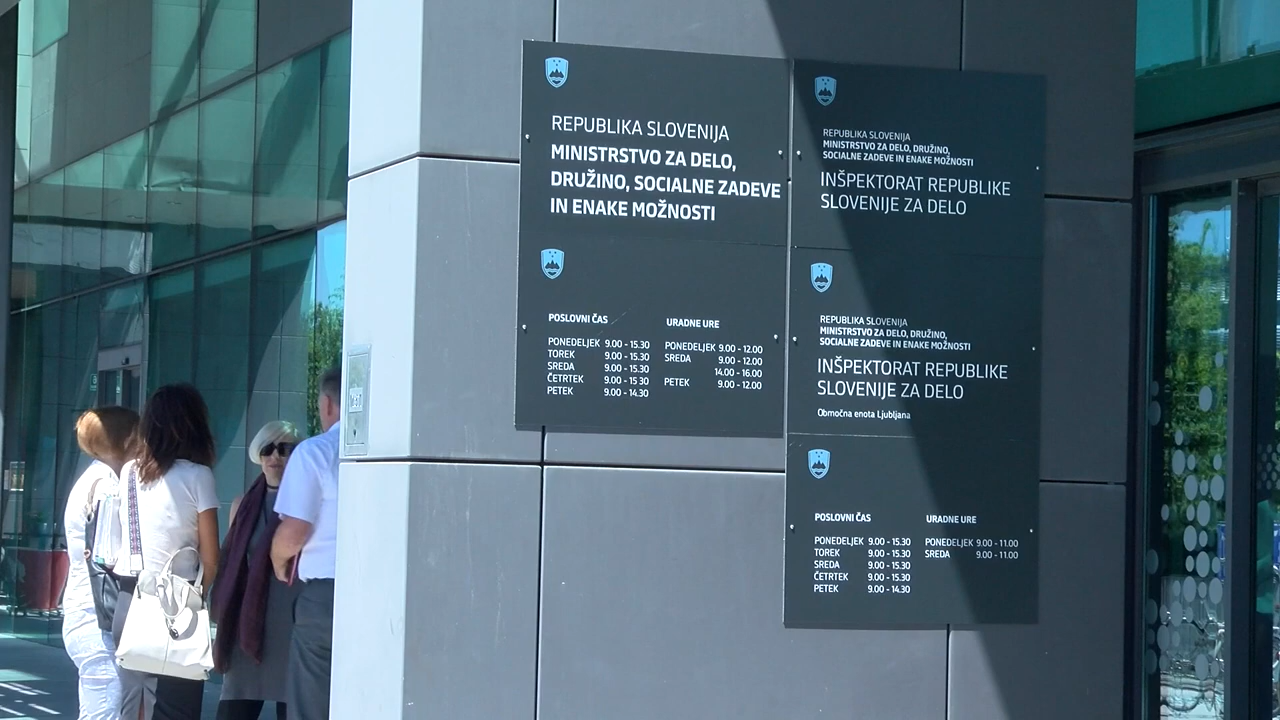 REPUBLIKA SLOVENIJA
MINISTRSTVO ZA DELO,
DRUŽINO, SOCIALNE ZADEVE
IN ENAKE MOŽNOSTI
POSLOVNI ČAS
PONEDELJEK 9.00 - 15.30
TOREK 9.00 - 15.30
SREDA 9.00 - 15.30
ČETRTEK 9.00 - 15.30
PETEK 9.00 - 14.30
URADNE URE
PONEDELJEK 9.00 - 12.00
SREDA 9.00 - 12.00
14.00 - 16.00
PETEK 9.00 - 12.00
REPUBLIKA SLOVENIJA
MINISTRSTVO ZA DELO, DRUŽINO,
SOCIALNE ZADEVE IN ENAKE MOŽNOSTI
INŠPEKTORAT REPUBLIKE
SLOVENIJE ZA DELO
REPUBLIKA SLOVENIJA
MINISTRSTVO ZA DELO, DRUŽINO,
SOCIALNE ZADEVE IN ENAKE MOŽNOSTI
INŠPEKTORAT REPUBLIKE
SLOVENIJE ZA DELO
Območna enota Ljubljana
POSLOVNI ČAS
PONEDELJEK 9.00 - 15.30
TOREK 9.00 - 15.30
SREDA 9.00 - 15.30
ČETRTEK 9.00 - 15.30
PETEK 9.00 - 14.30
URADNE URE
PONEDELJEK 9.00 - 11.00
SREDA 9.00 - 11.00